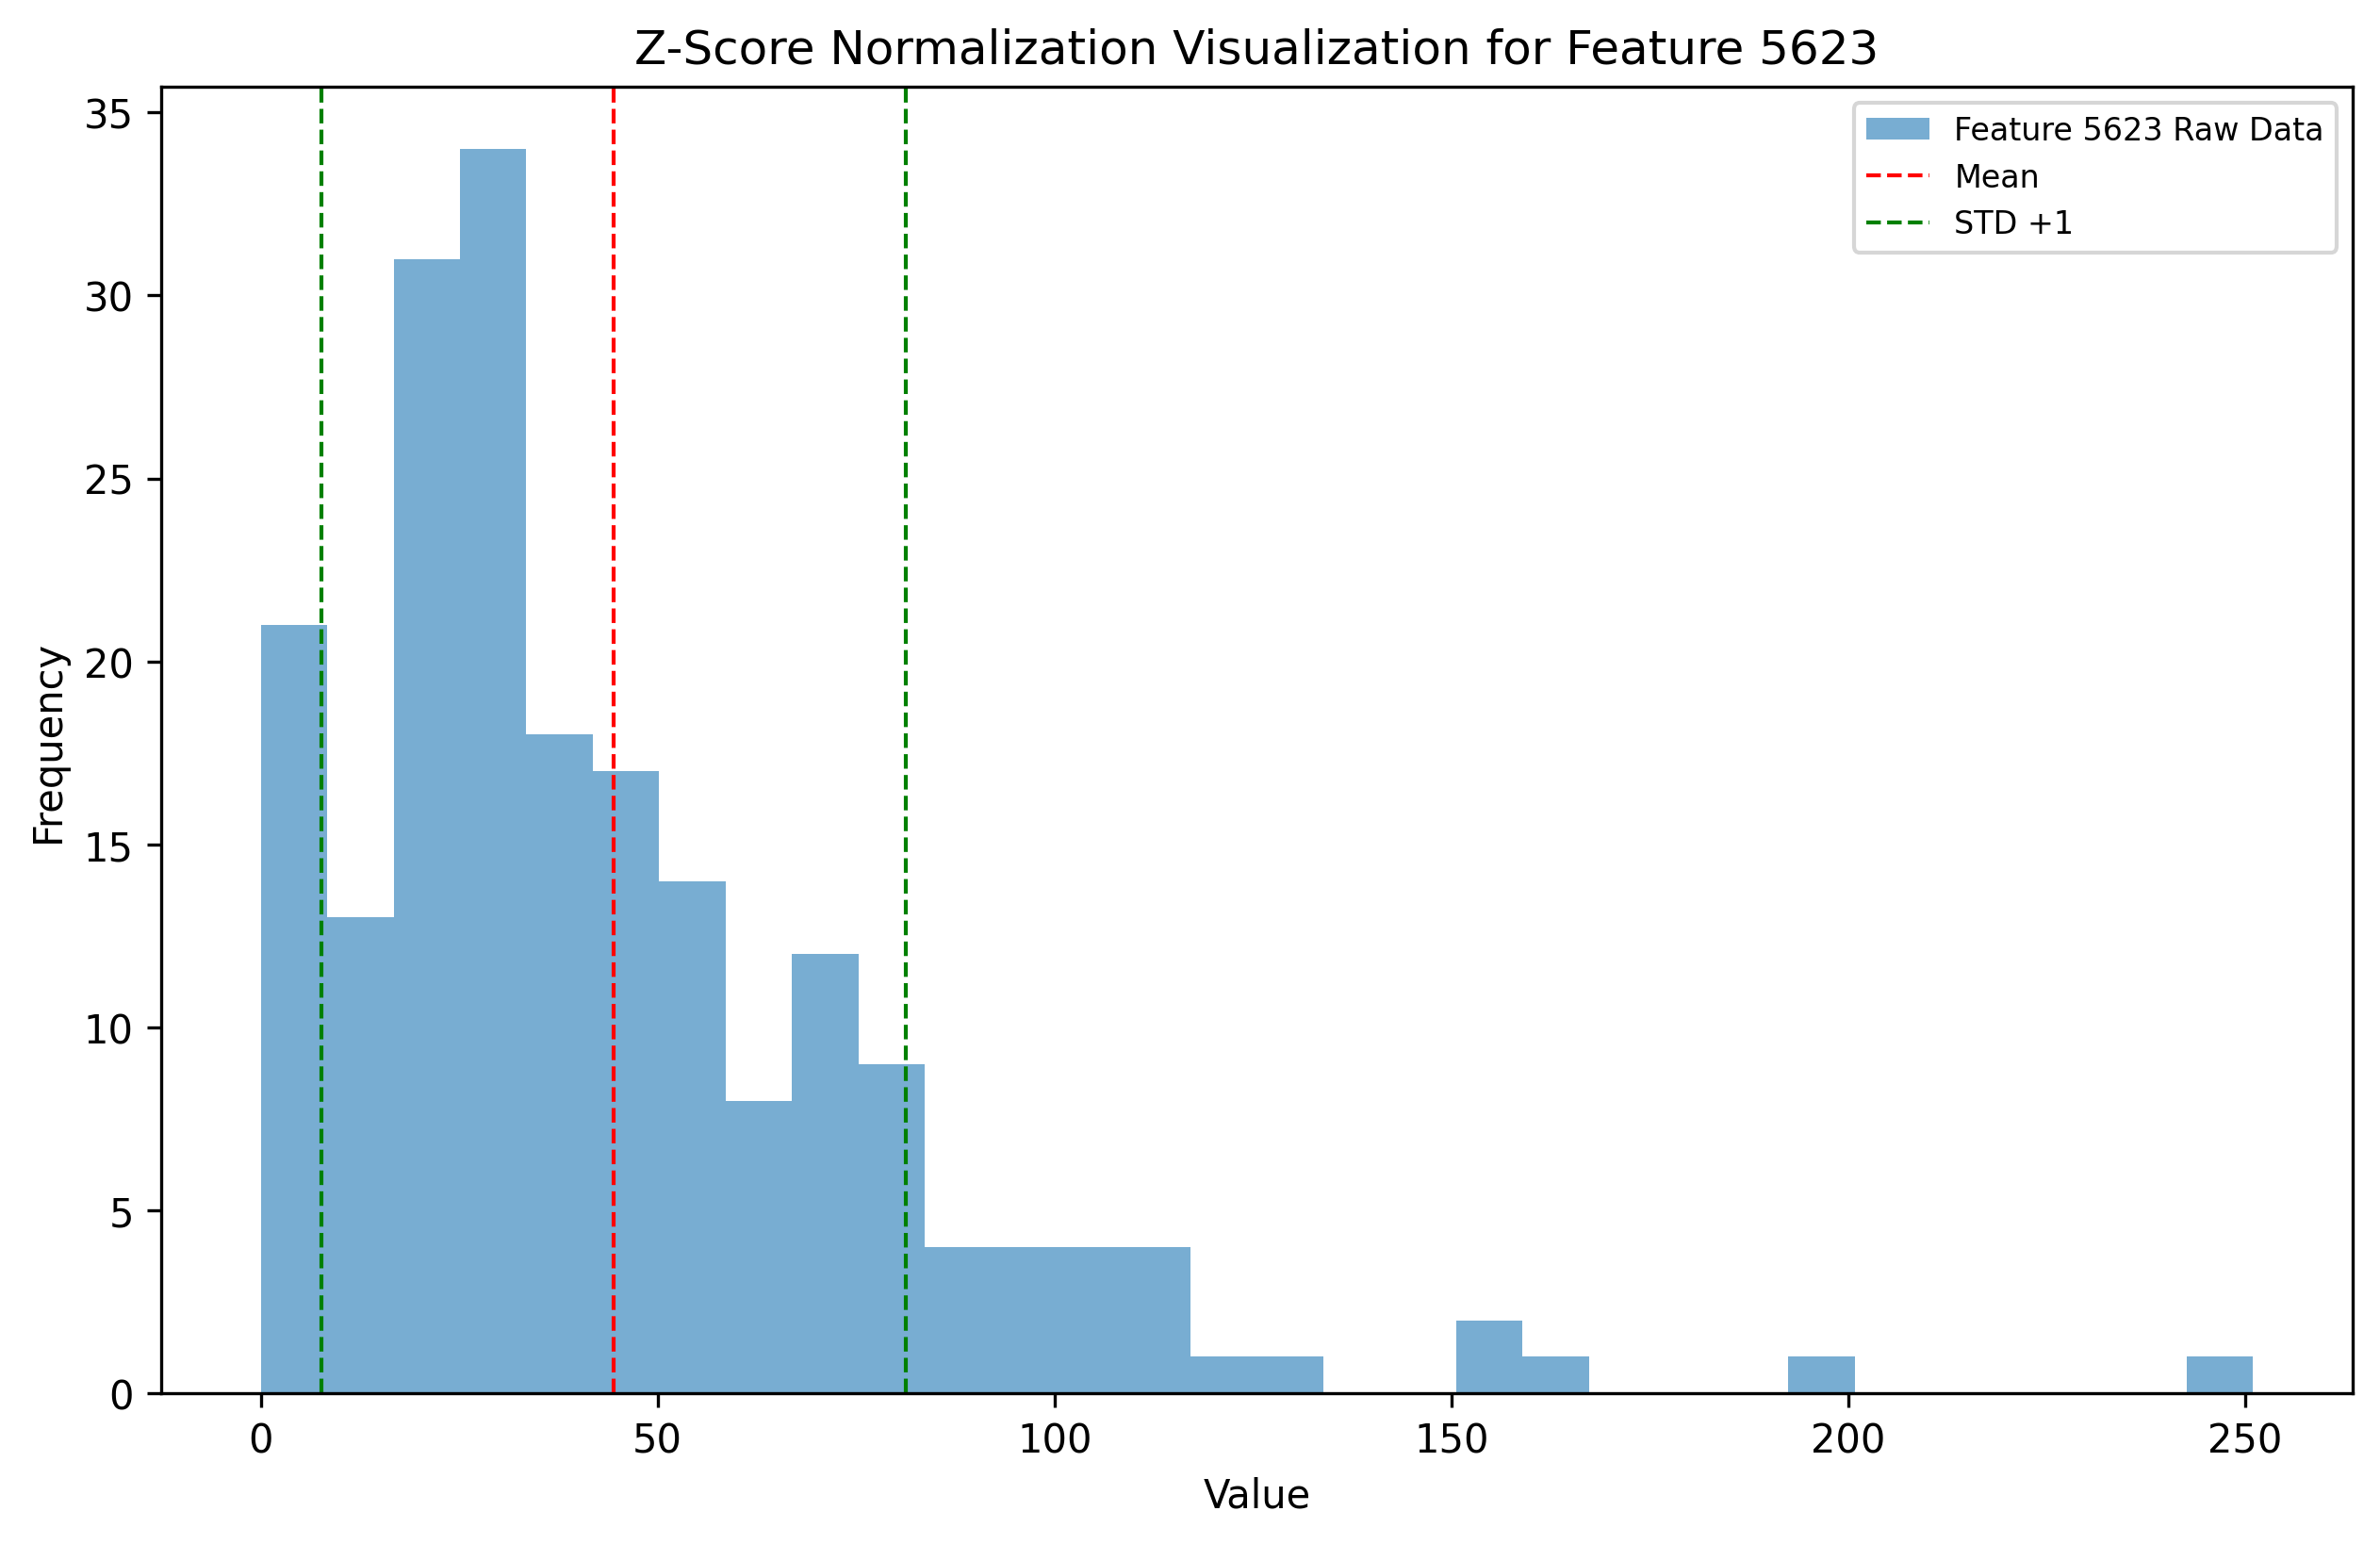 Z-Score Normalization Visualization for Feature 5623
Feature 5623 Raw Data
Mean
STD +1
35
30
25
20
15
10
5
0
Frequency
0 50 100 150 200 250
Value